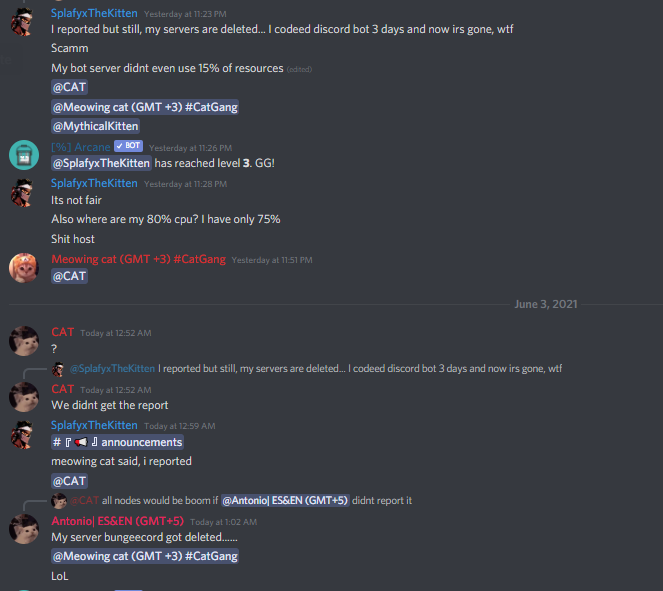 SplafyxTheKitten Yesterday at 11:23 PM
I reported but still, my servers are deleted... I codeed discord bot 3 days and now irs gone, wtf
Scamm
My bot server didnt even use 15% of resources (edited)
@CAT
@Meowing cat (GMT +3) #CatGang
@MythicalKitten
[%] Arcane ✓ BOT Yesterday at 11:26 PM
@SplafyxTheKitten has reached level 3. GG!
SplafyxTheKitten Yesterday at 11:28 PM
Its not fair
Also where are my 80% cpu? I have only 75%
Shit host
Meowing cat (GMT +3) #CatGang Yesterday at 11:51 PM
@CAT
June 3, 2021
CAT Today at 12:52 AM
?
@SplafyxTheKitten I reported but still, my servers are deleted... I codeed discord bot 3 days and now irs gone, wtf
CAT Today at 12:52 AM
We didnt get the report
SplafyxTheKitten Today at 12:59 AM
#『📢』announcements
meowing cat said, i reported
@CAT
@CAT all nodes would be boom if @Antonio| ES&EN (GMT+5) didnt report it
Antonio| ES&EN (GMT+5) Today at 1:02 AM
My server bungeecord got deleted......
@Meowing cat (GMT +3) #CatGang
LoL